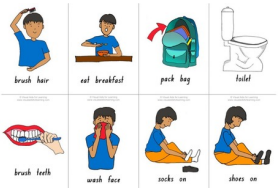 brush hair
eat breakfast
pack bag
toilet
brush teeth
wash face
socks on
shoes on